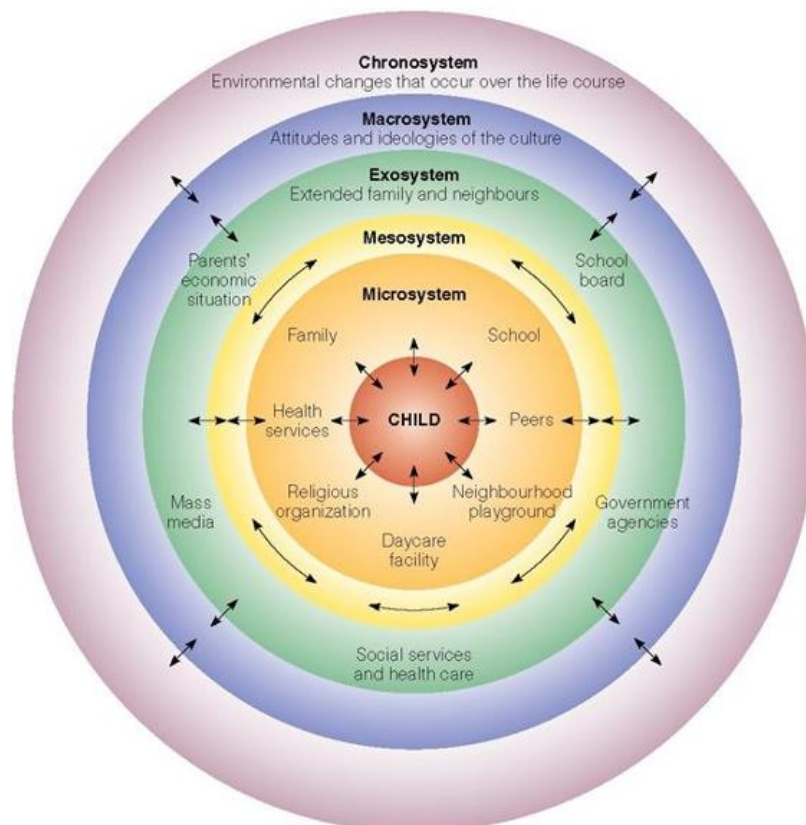 Chronosystem
Environmental changes that occur over the life course
Macrosystem
Attitudes and ideologies of the culture
Exosystem
Extended family and neighbours
Mesosystem
Parents'
economic
situation
School
board
Microsystem
Family
School
Health
services
CHILD
Peers
Religious
organization
Neighbourhood
playground
Mass
media
Government
agencies
Daycare
facility
Social services
and health care